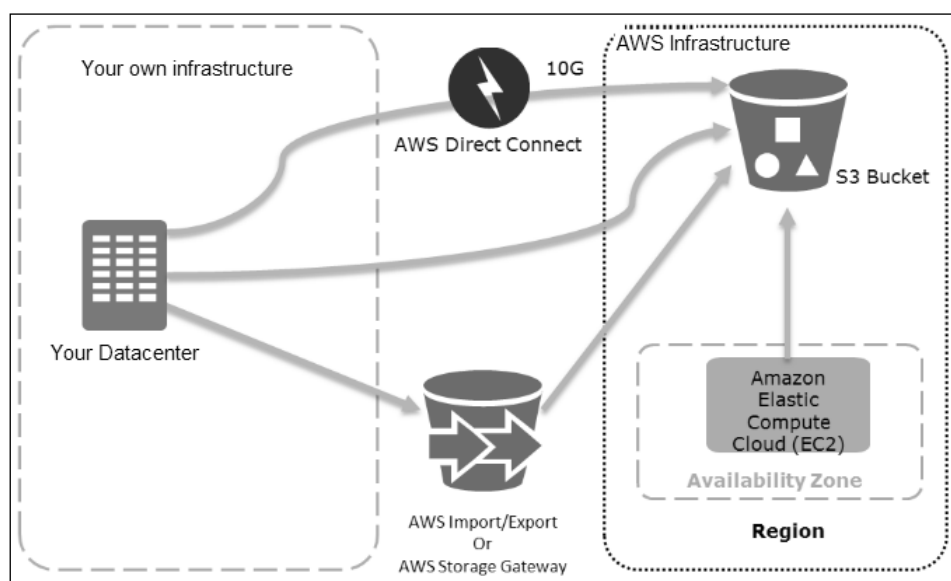 Your own infrastructure
10G
AWS Direct Connect
AWS Infrastructure
S3 Bucket
Your Datacenter
AWS Import/Export
Or
AWS Storage Gateway
Amazon
Elastic
Compute
Cloud (EC2)
Availability Zone
Region